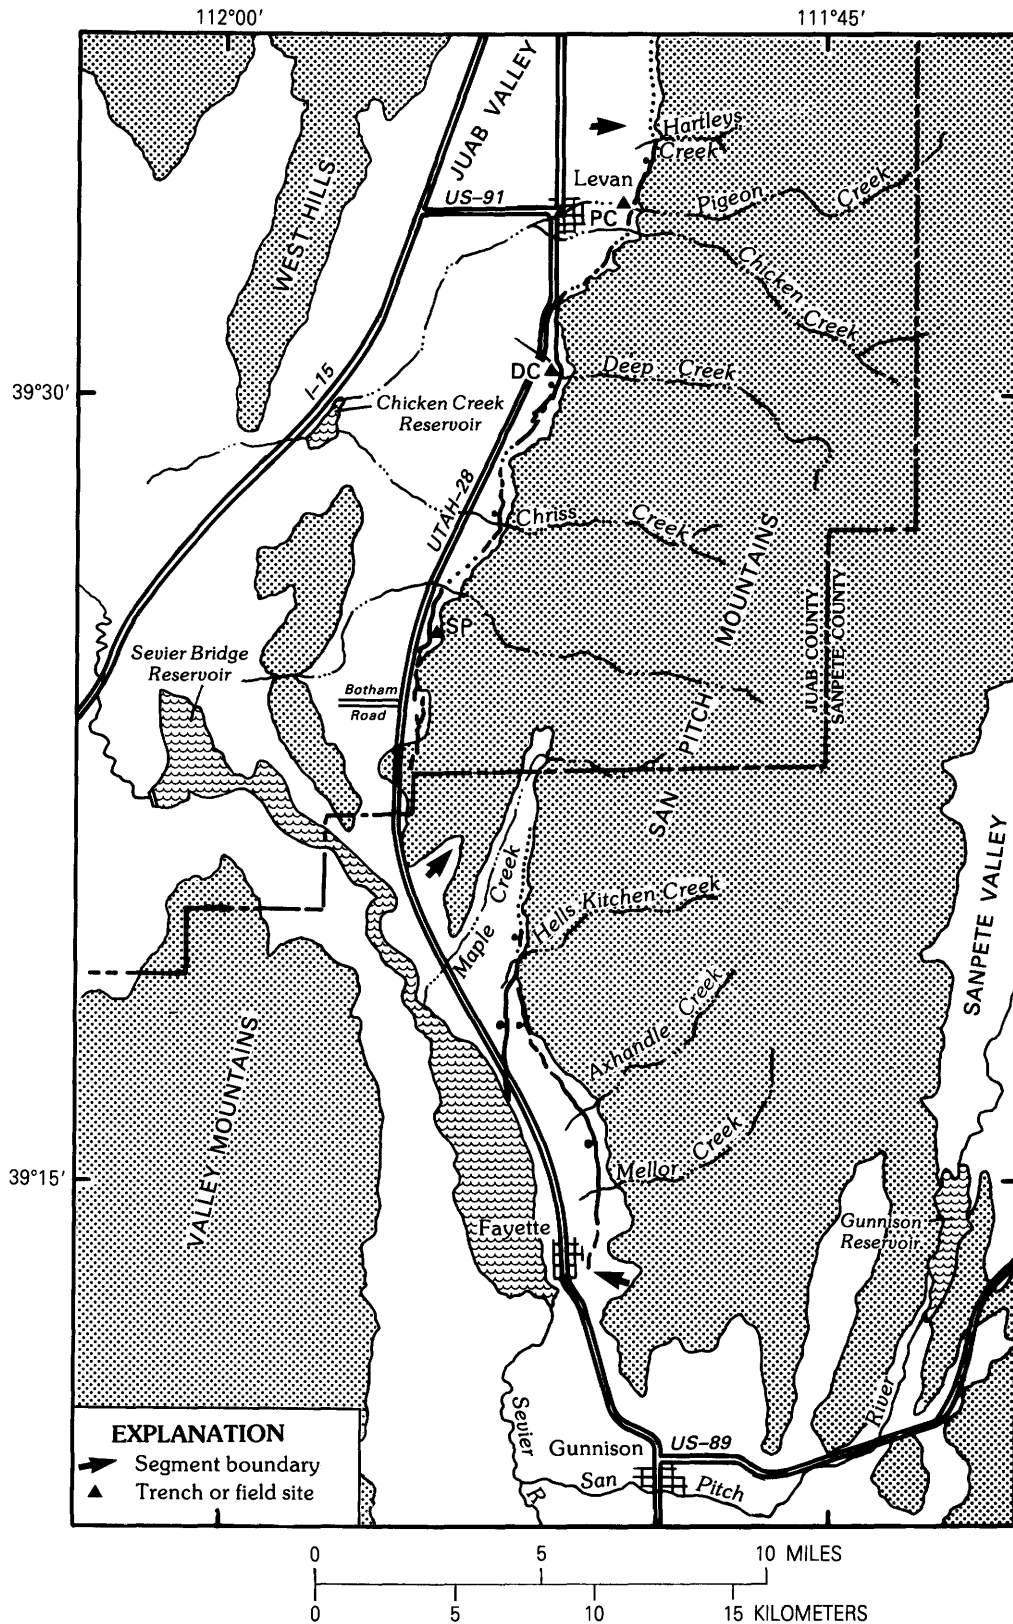 112°00'
111°45'
JUAB VALLEY
Hartleys
Creek
Levan
US-91
PC
Pigeon Creek
WEST HILLS
Chicken Creek
DC
Deep Creek
39°30'
I-15
Chicken Creek
Reservoir
UTAH-28
Chriss Creek
SP
MOUNTAINS
JUAB COUNTY
SANPETE COUNTY
Sevier Bridge
Reservoir
Botham
Road
SAN PITCH
Maple Creek
Hells Kitchen Creek
SANPETE VALLEY
Axhandle Creek
VALLEY MOUNTAINS
Mellor Creek
39°15'
Fayette
Gunnison
Reservoir
River
Sevier R
Gunnison
US-89
San Pitch
EXPLANATION
Segment boundary
Trench or field site
0 5 10 MILES
0 5 10 15 KILOMETERS